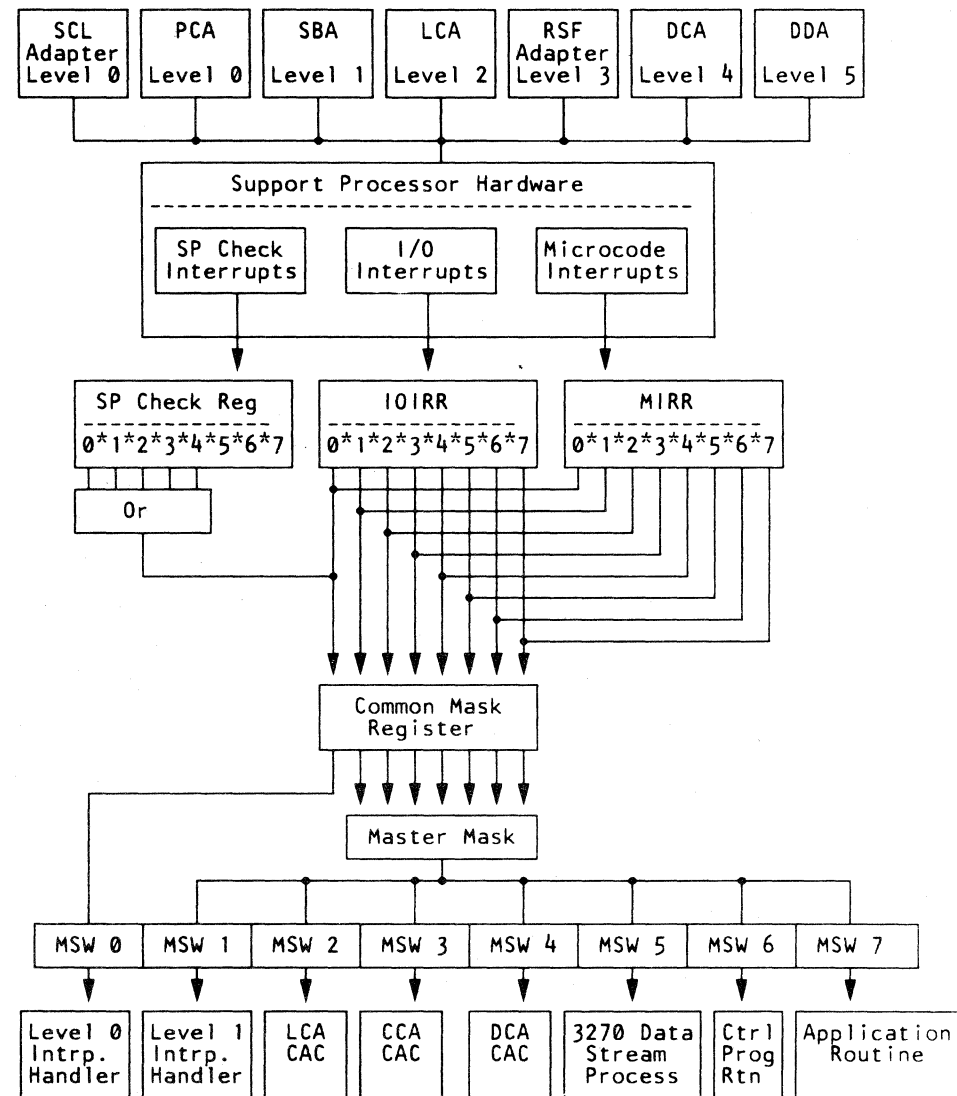 SCL Adapter Level 0
PCA Level 0
SBA Level 1
LCA Level 2
RSF Adapter Level 3
DCA Level 4
DDA Level 5
Support Processor Hardware
SP Check Interrupts
I/O Interrupts
Microcode Interrupts
SP Check Reg
0*1*2*3*4*5*6*7
IOIRR
0*1*2*3*4*5*6*7
MIRR
0*1*2*3*4*5*6*7
Or
Common Mask
Register
Master Mask
MSW 0 MSW 1 MSW 2 MSW 3 MSW 4 MSW 5 MSW 6 MSW 7
Level 0 Intrp. Handler
Level 1 Intrp. Handler
LCA CAC
CCA CAC
DCA CAC
3270 Data Stream Process
Ctrl Prog Rtn
Application Routine